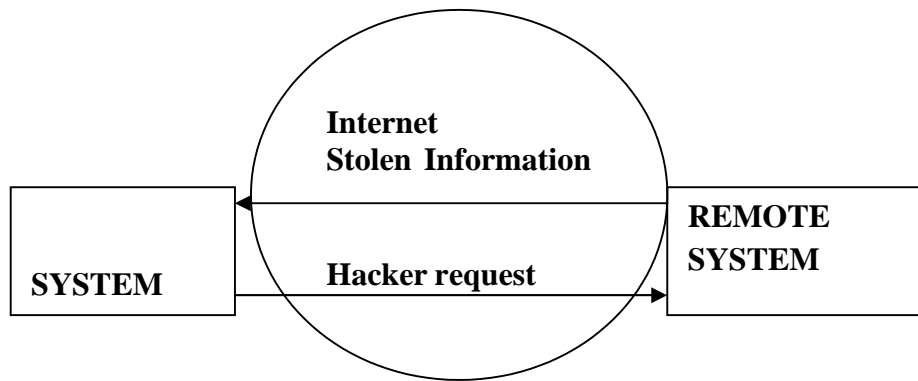 Internet
Stolen Information
REMOTE
SYSTEM
SYSTEM
Hacker request